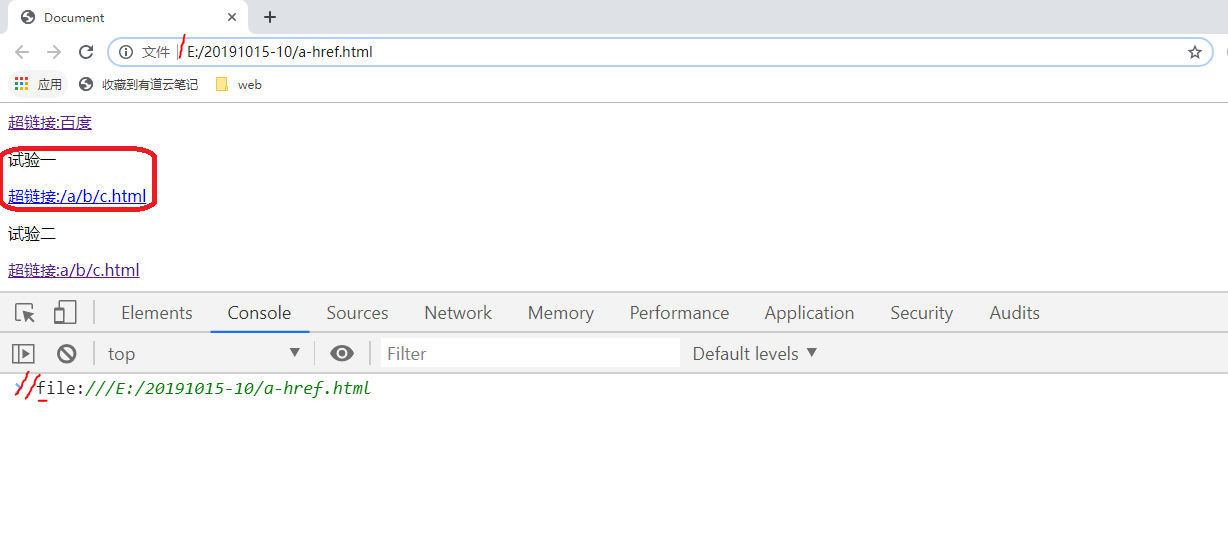 Document
文件 E:/20191015-10/a-href.html
应用 收藏到有道云笔记 web
超链接:百度
试验一
超链接:/a/b/c.html
试验二
超链接:a/b/c.html
Elements Console Sources Network Memory Performance Application Security Audits
top Filter Default levels
file:///E:/20191015-10/a-href.html